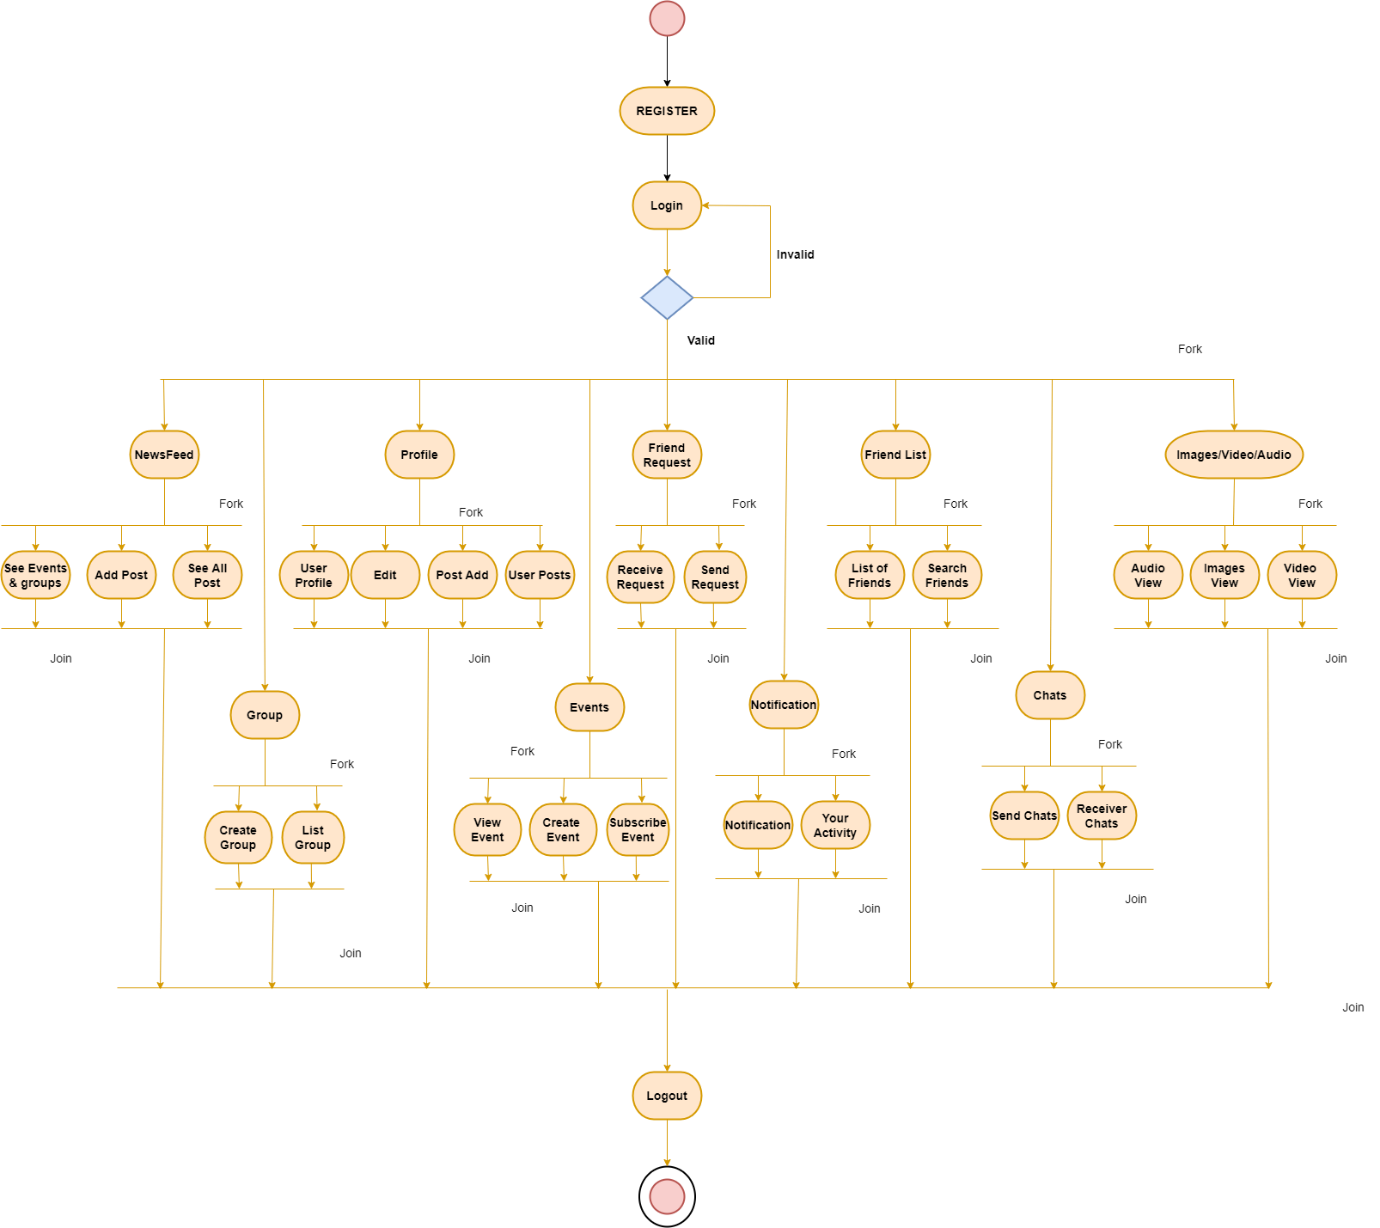 REGISTER
Login
Invalid
Valid
Fork
NewsFeed
Profile
Friend
Request
Friend List
Images/Video/Audio
Fork
Fork
Fork
Fork
Fork
See Events
& groups
Add Post
See All
Post
User
Profile
Edit
Post Add
User Posts
Receive
Request
Send
Request
List of
Friends
Search
Friends
Audio
View
Images
View
Video
View
Join
Join
Join
Join
Join
Group
Events
Notification
Chats
Fork
Fork
Fork
Fork
Create
Group
List
Group
View
Event
Create
Event
Subscribe
Event
Notification
Your
Activity
Send Chats
Receiver
Chats
Join
Join
Join
Join
Join
Logout